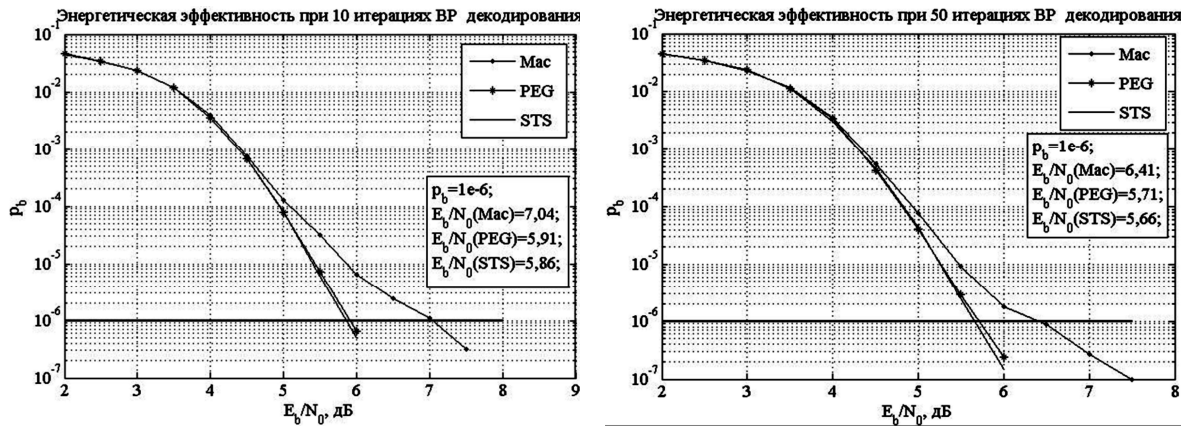 Энергетическая эффективность при 10 итерациях BP декодирования
10^-1
10^-2
10^-3
10^-4
10^-5
10^-6
10^-7
p_b
Mac
PEG
STS
p_b=1e-6;
E_b/N_0(Mac)=7,04;
E_b/N_0(PEG)=5,91;
E_b/N_0(STS)=5,86;
2 3 4 5 6 7 8 9
E_b/N_0, дБ
Энергетическая эффективность при 50 итерациях BP декодирования
10^-1
10^-2
10^-3
10^-4
10^-5
10^-6
10^-7
p_b
Mac
PEG
STS
p_b=1e-6;
E_b/N_0(Mac)=6,41;
E_b/N_0(PEG)=5,71;
E_b/N_0(STS)=5,66;
2 3 4 5 6 7 8
E_b/N_0, дБ